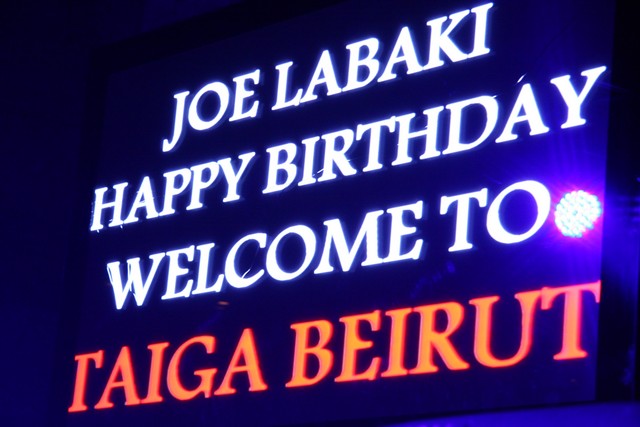 JOE LABAKI
HAPPY BIRTHDAY
WELCOME TO
TAIGA BEIRUT